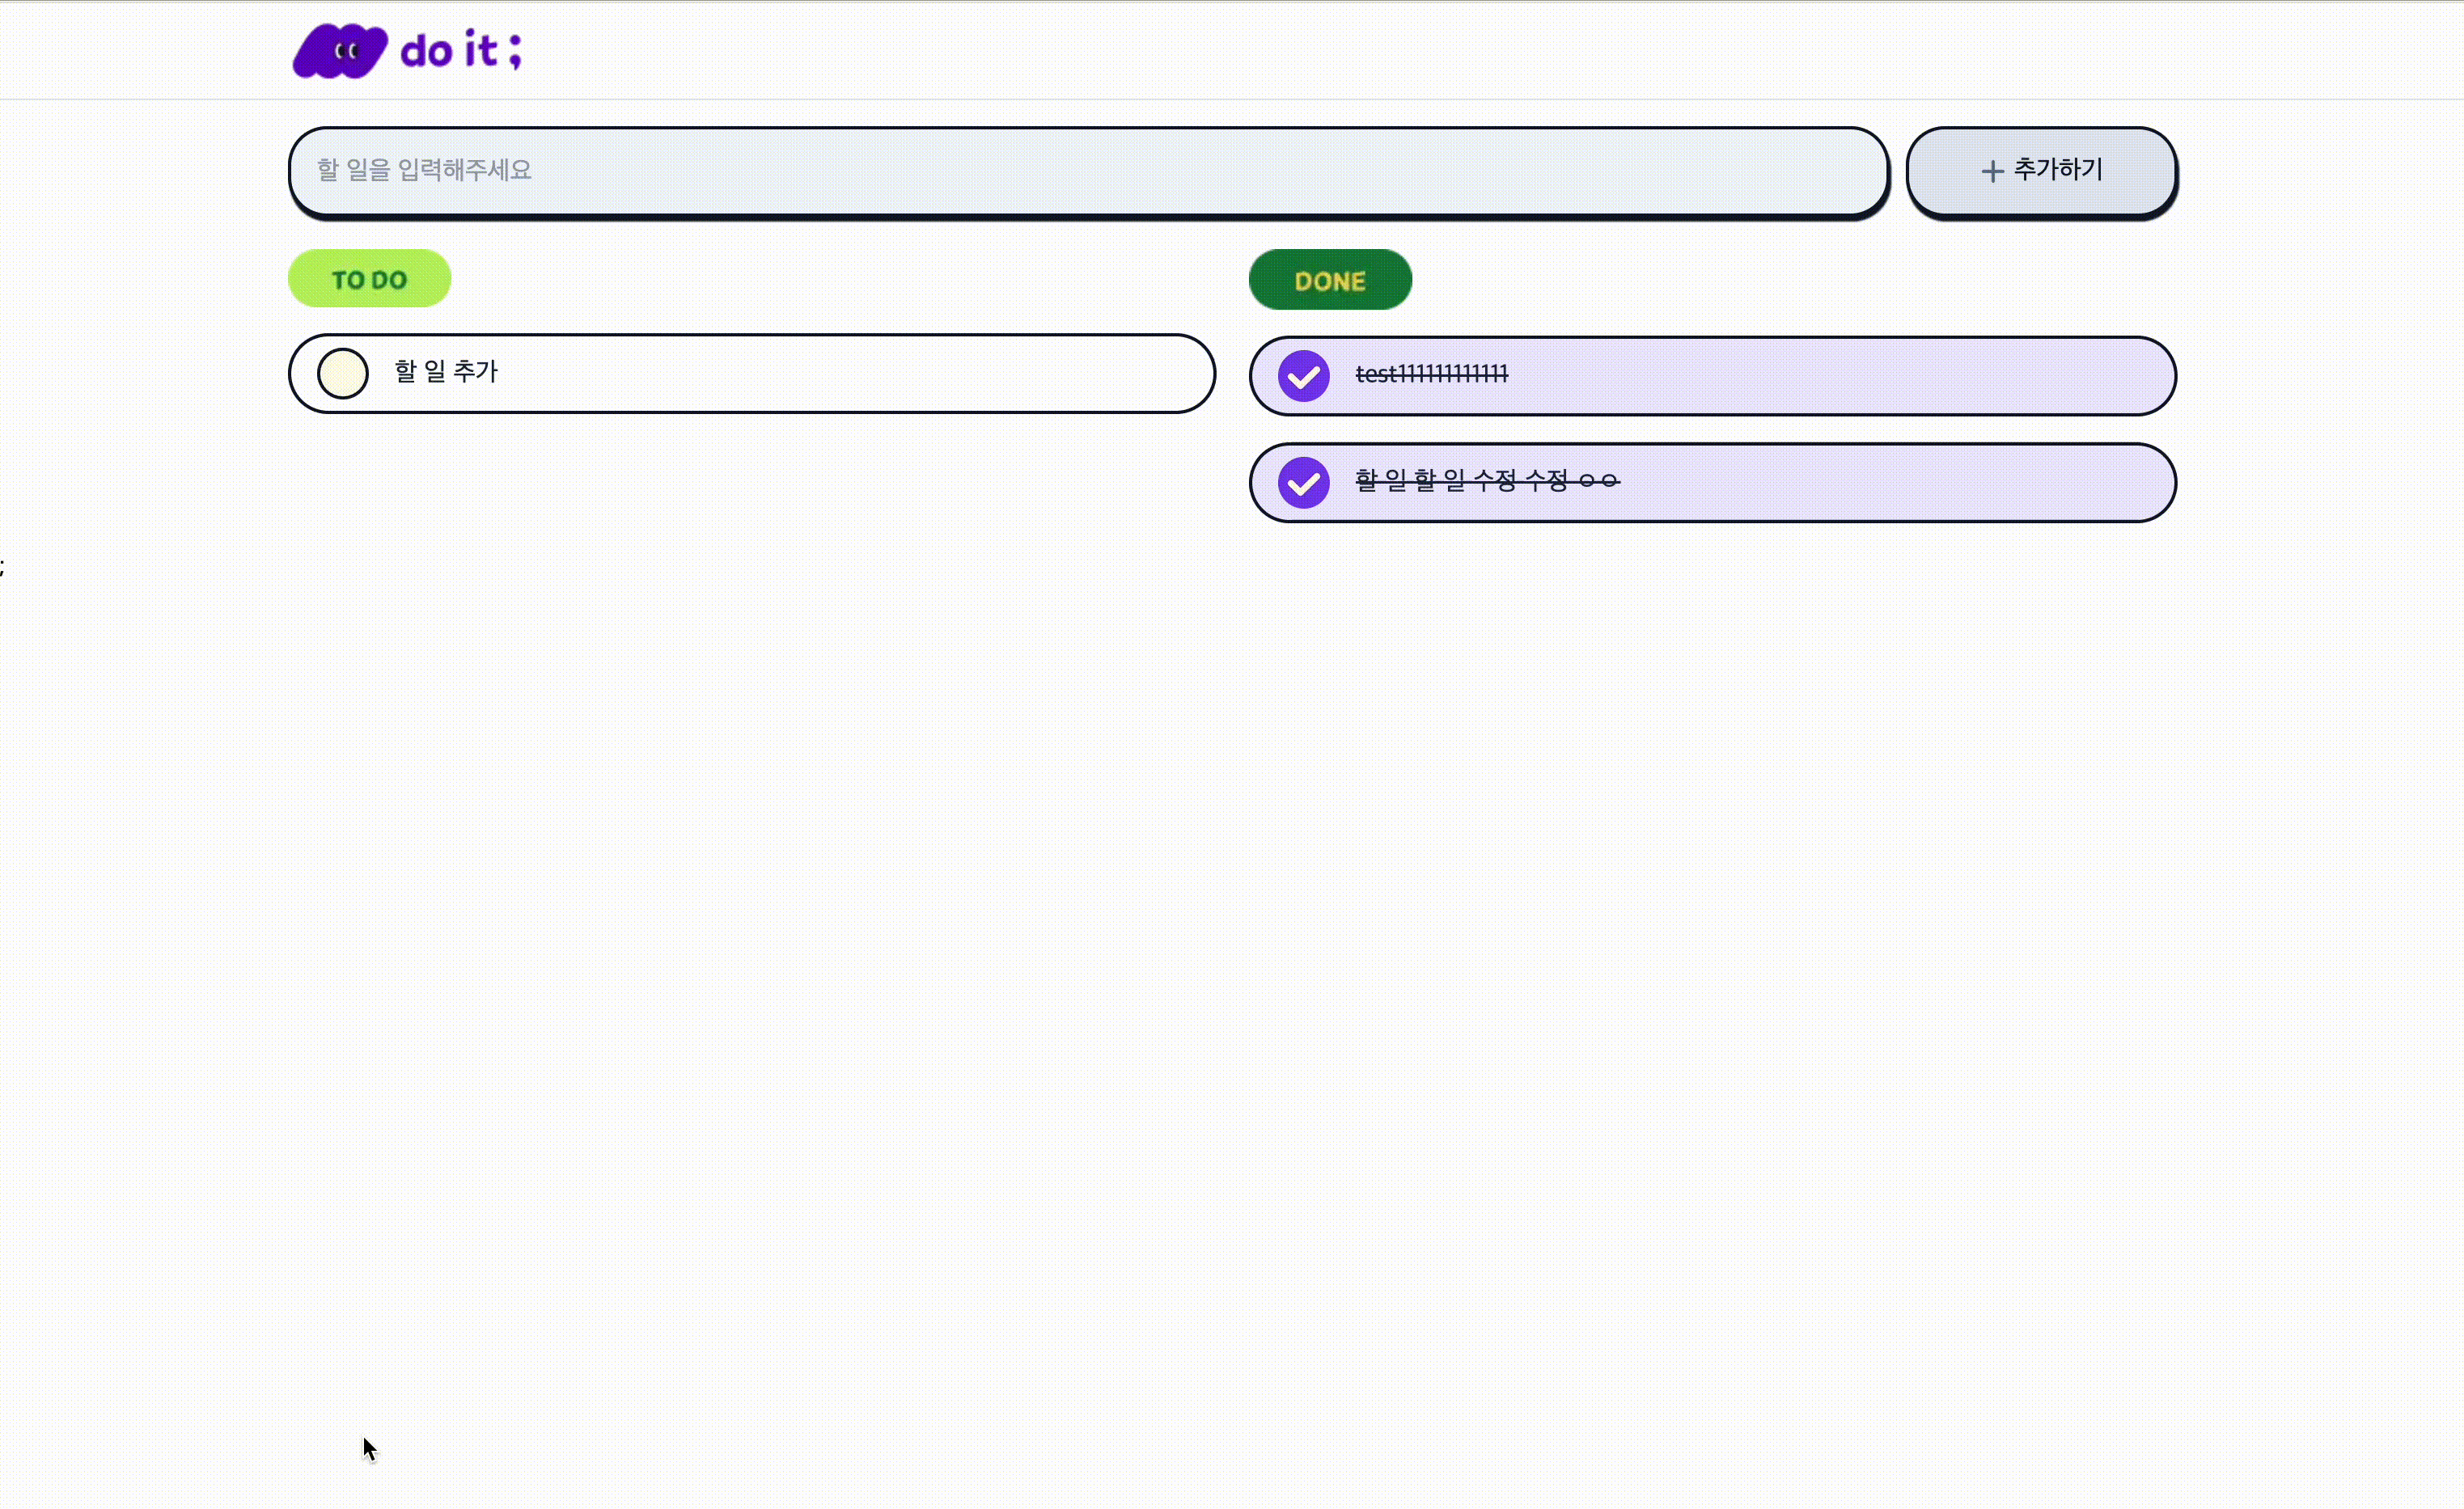 do it ;
할 일을 입력해주세요
+ 추가하기
TO DO
할 일 추가
DONE
test1111111111111
할 일 할 일 수정 수정 ㅇㅇ
;